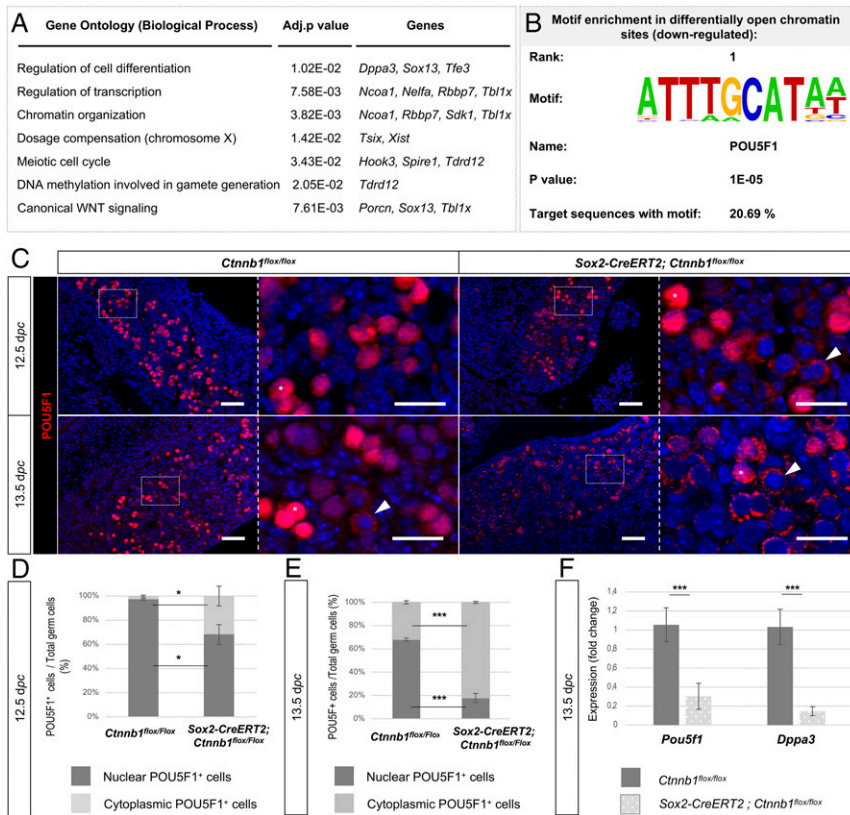 A
Gene Ontology (Biological Process) Adj.p value Genes
Regulation of cell differentiation 1.02E-02 Dppa3, Sox13, Tfe3
Regulation of transcription 7.58E-03 Ncoa1, Nelfa, Rbbp7, Tbl1x
Chromatin organization 3.82E-03 Ncoa1, Rbbp7, Sdk1, Tbl1x
Dosage compensation (chromosome X) 1.42E-02 Tsix, Xist
Meiotic cell cycle 3.43E-02 Hook3, Spire1, Tdrd12
DNA methylation involved in gamete generation 2.05E-02 Tdrd12
Canonical WNT signaling 7.61E-03 Porcn, Sox13, Tbl1x
B
Motif enrichment in differentially open chromatin
sites (down-regulated):
Rank: 1
Motif: ATTTGCATAA
Name: POU5F1
P value: 1E-05
Target sequences with motif: 20.69 %
C
Ctnnb1flox/flox Sox2-CreERT2; Ctnnb1flox/flox
POU5F1
12.5 dpc
13.5 dpc
D
12.5 dpc
POU5F1+ cells / Total germ cells
(%)
100%
80%
60%
40%
20%
0%
*
*
Ctnnb1flox/Flox Sox2-CreERT2;
Ctnnb1flox/Flox
Nuclear POU5F1+ cells
Cytoplasmic POU5F1+ cells
E
13.5 dpc
POU5F+ cells /Total germ cells (%)
100%
80%
60%
40%
20%
0%
***
***
Ctnnb1flox/Flox Sox2-CreERT2;
Ctnnb1flox/Flox
Nuclear POU5F1+ cells
Cytoplasmic POU5F1+ cells
F
13.5 dpc
Expression (fold change)
1,4
1.2
1
0.8
0.6
0.4
0.2
0
*** ***
Pou5f1 Dppa3
Ctnnb1flox/flox
Sox2-CreERT2 ; Ctnnb1flox/flox